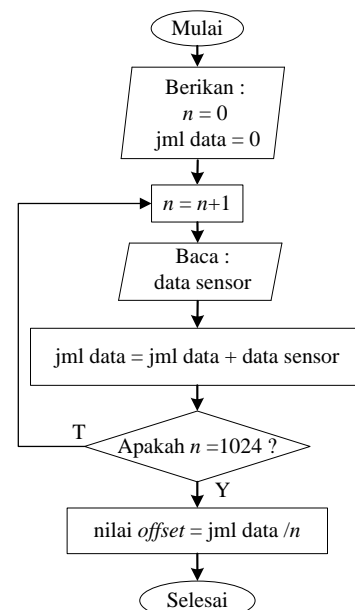 Mulai
Berikan :
n = 0
jml data = 0
n = n+1
Baca :
data sensor
jml data = jml data + data sensor
T
Apakah n =1024 ?
Y
nilai offset = jml data /n
Selesai